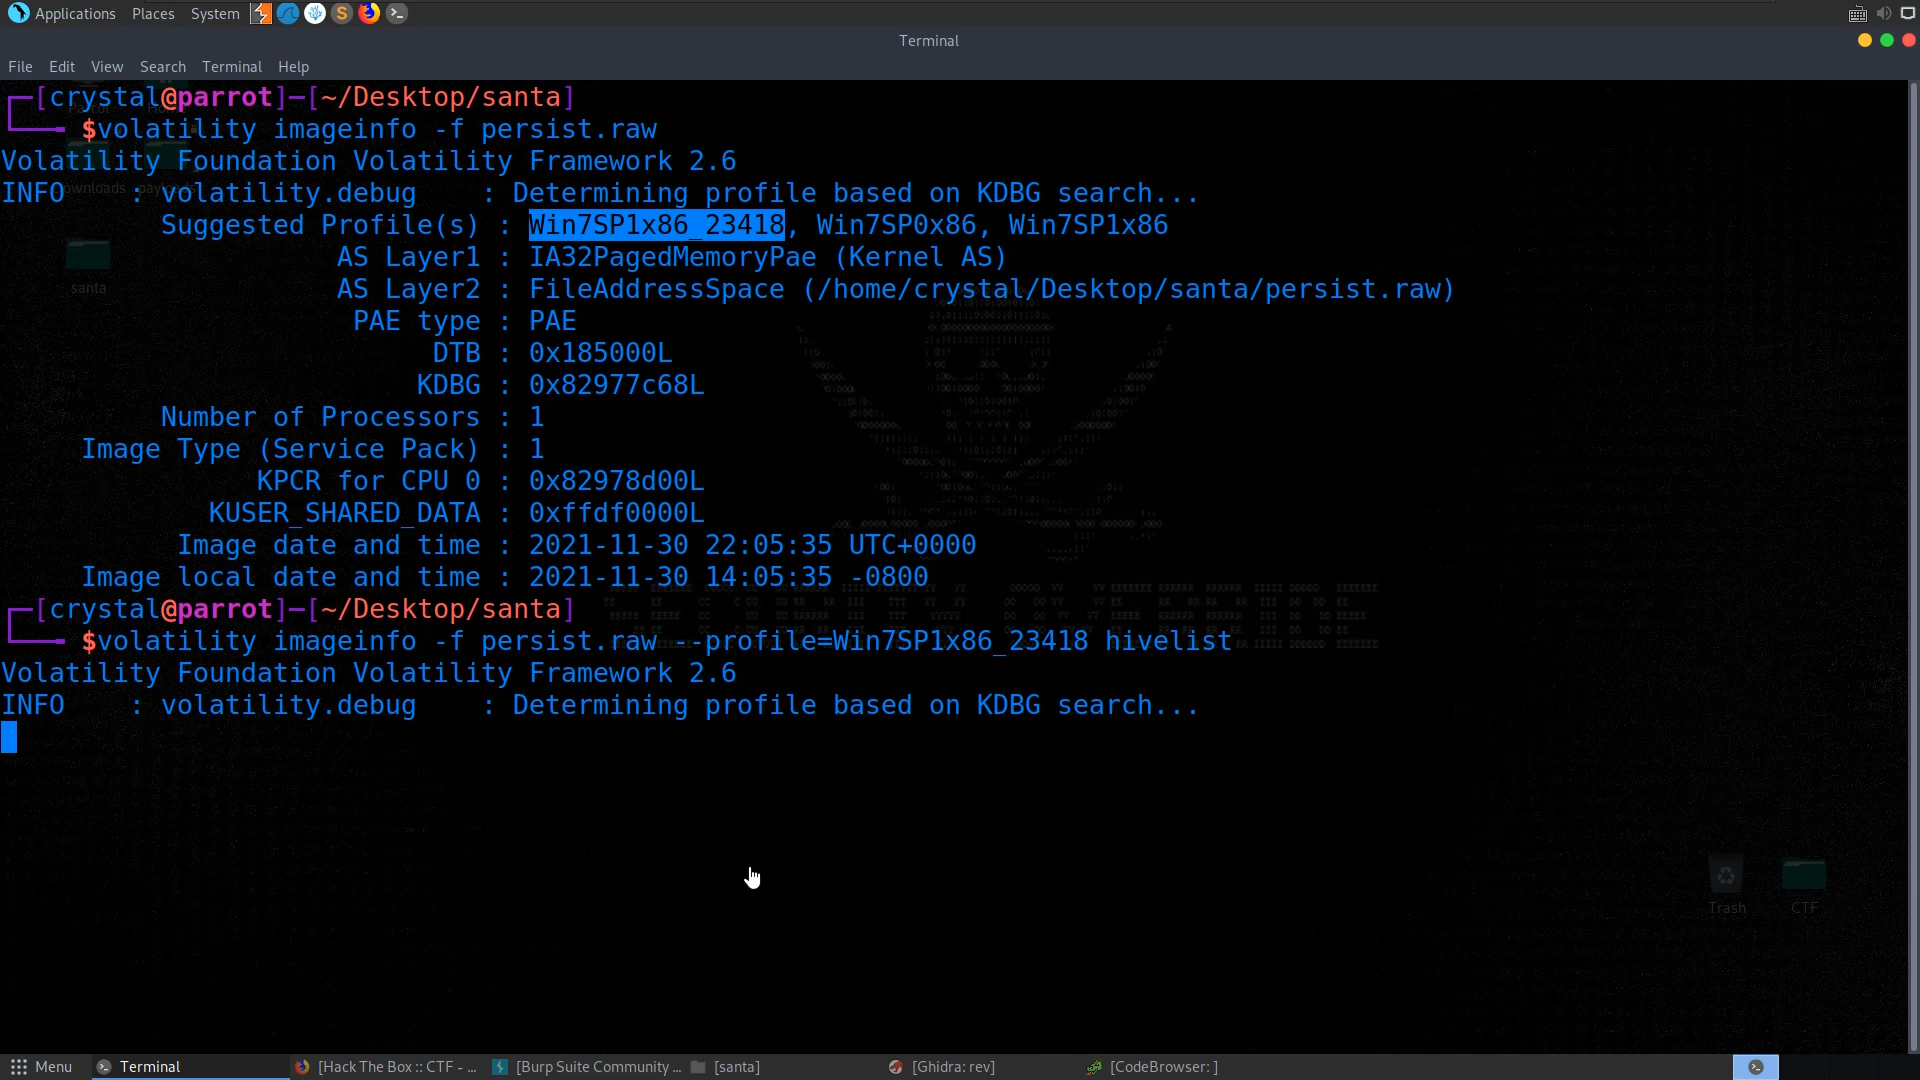 Applications Places System
Terminal
File Edit View Search Terminal Help
┌─[crystal@parrot]─[~/Desktop/santa]
└──╼ $volatility imageinfo -f persist.raw
Volatility Foundation Volatility Framework 2.6
INFO    : volatility.debug    : Determining profile based on KDBG search...
Suggested Profile(s) : Win7SP1x86_23418, Win7SP0x86, Win7SP1x86
AS Layer1 : IA32PagedMemoryPae (Kernel AS)
AS Layer2 : FileAddressSpace (/home/crystal/Desktop/santa/persist.raw)
PAE type : PAE
DTB : 0x185000L
KDBG : 0x82977c68L
Number of Processors : 1
Image Type (Service Pack) : 1
KPCR for CPU 0 : 0x82978d00L
KUSER_SHARED_DATA : 0xffdf0000L
Image date and time : 2021-11-30 22:05:35 UTC+0000
Image local date and time : 2021-11-30 14:05:35 -0800
┌─[crystal@parrot]─[~/Desktop/santa]
└──╼ $volatility imageinfo -f persist.raw --profile=Win7SP1x86_23418 hivelist
Volatility Foundation Volatility Framework 2.6
INFO    : volatility.debug    : Determining profile based on KDBG search...
Downloads
santa
Trash
CTF
Menu
Terminal
[Hack The Box :: CTF - ...
[Burp Suite Community ...
[santa]
[Ghidra: rev]
[CodeBrowser: ]